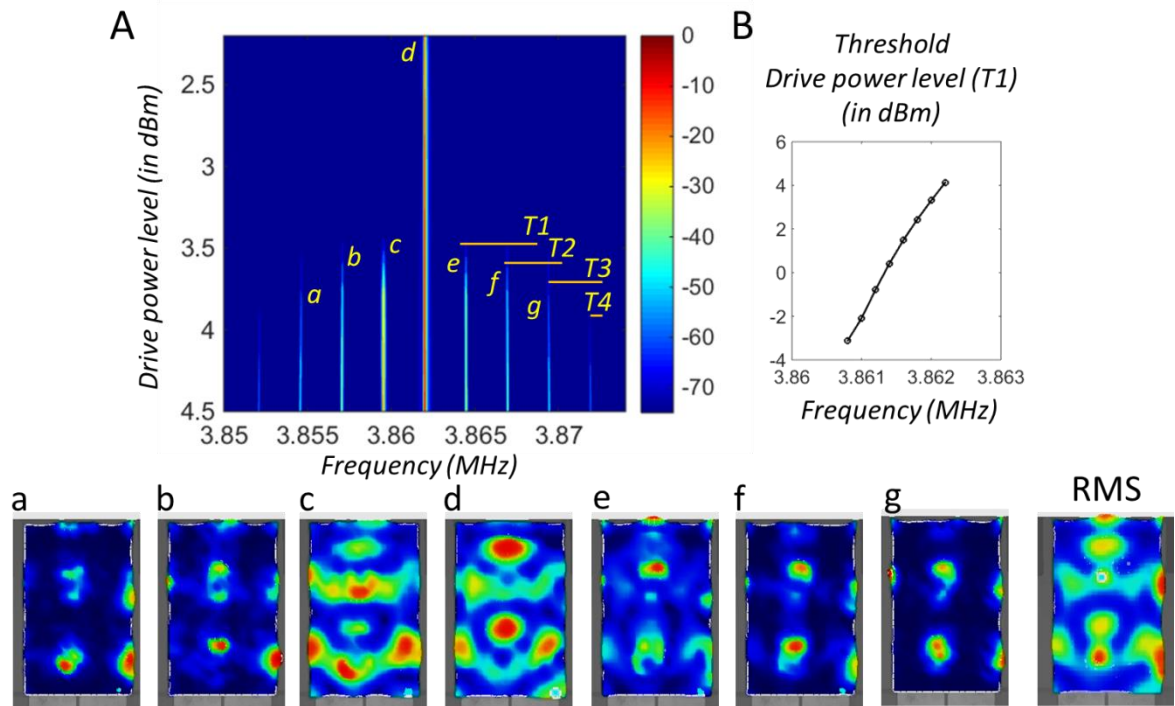 A
Drive power level (in dBm)
2.5
3
3.5
4
4.5
a
b
c
d
e
f
g
T1
T2
T3
T4
3.85
3.855
3.86
3.865
3.87
Frequency (MHz)
0
-10
-20
-30
-40
-50
-60
-70
B
Threshold
Drive power level (T1)
(in dBm)
6
4
2
0
-2
-4
3.86
3.861
3.862
3.863
Frequency (MHz)
a
b
c
d
e
f
g
RMS